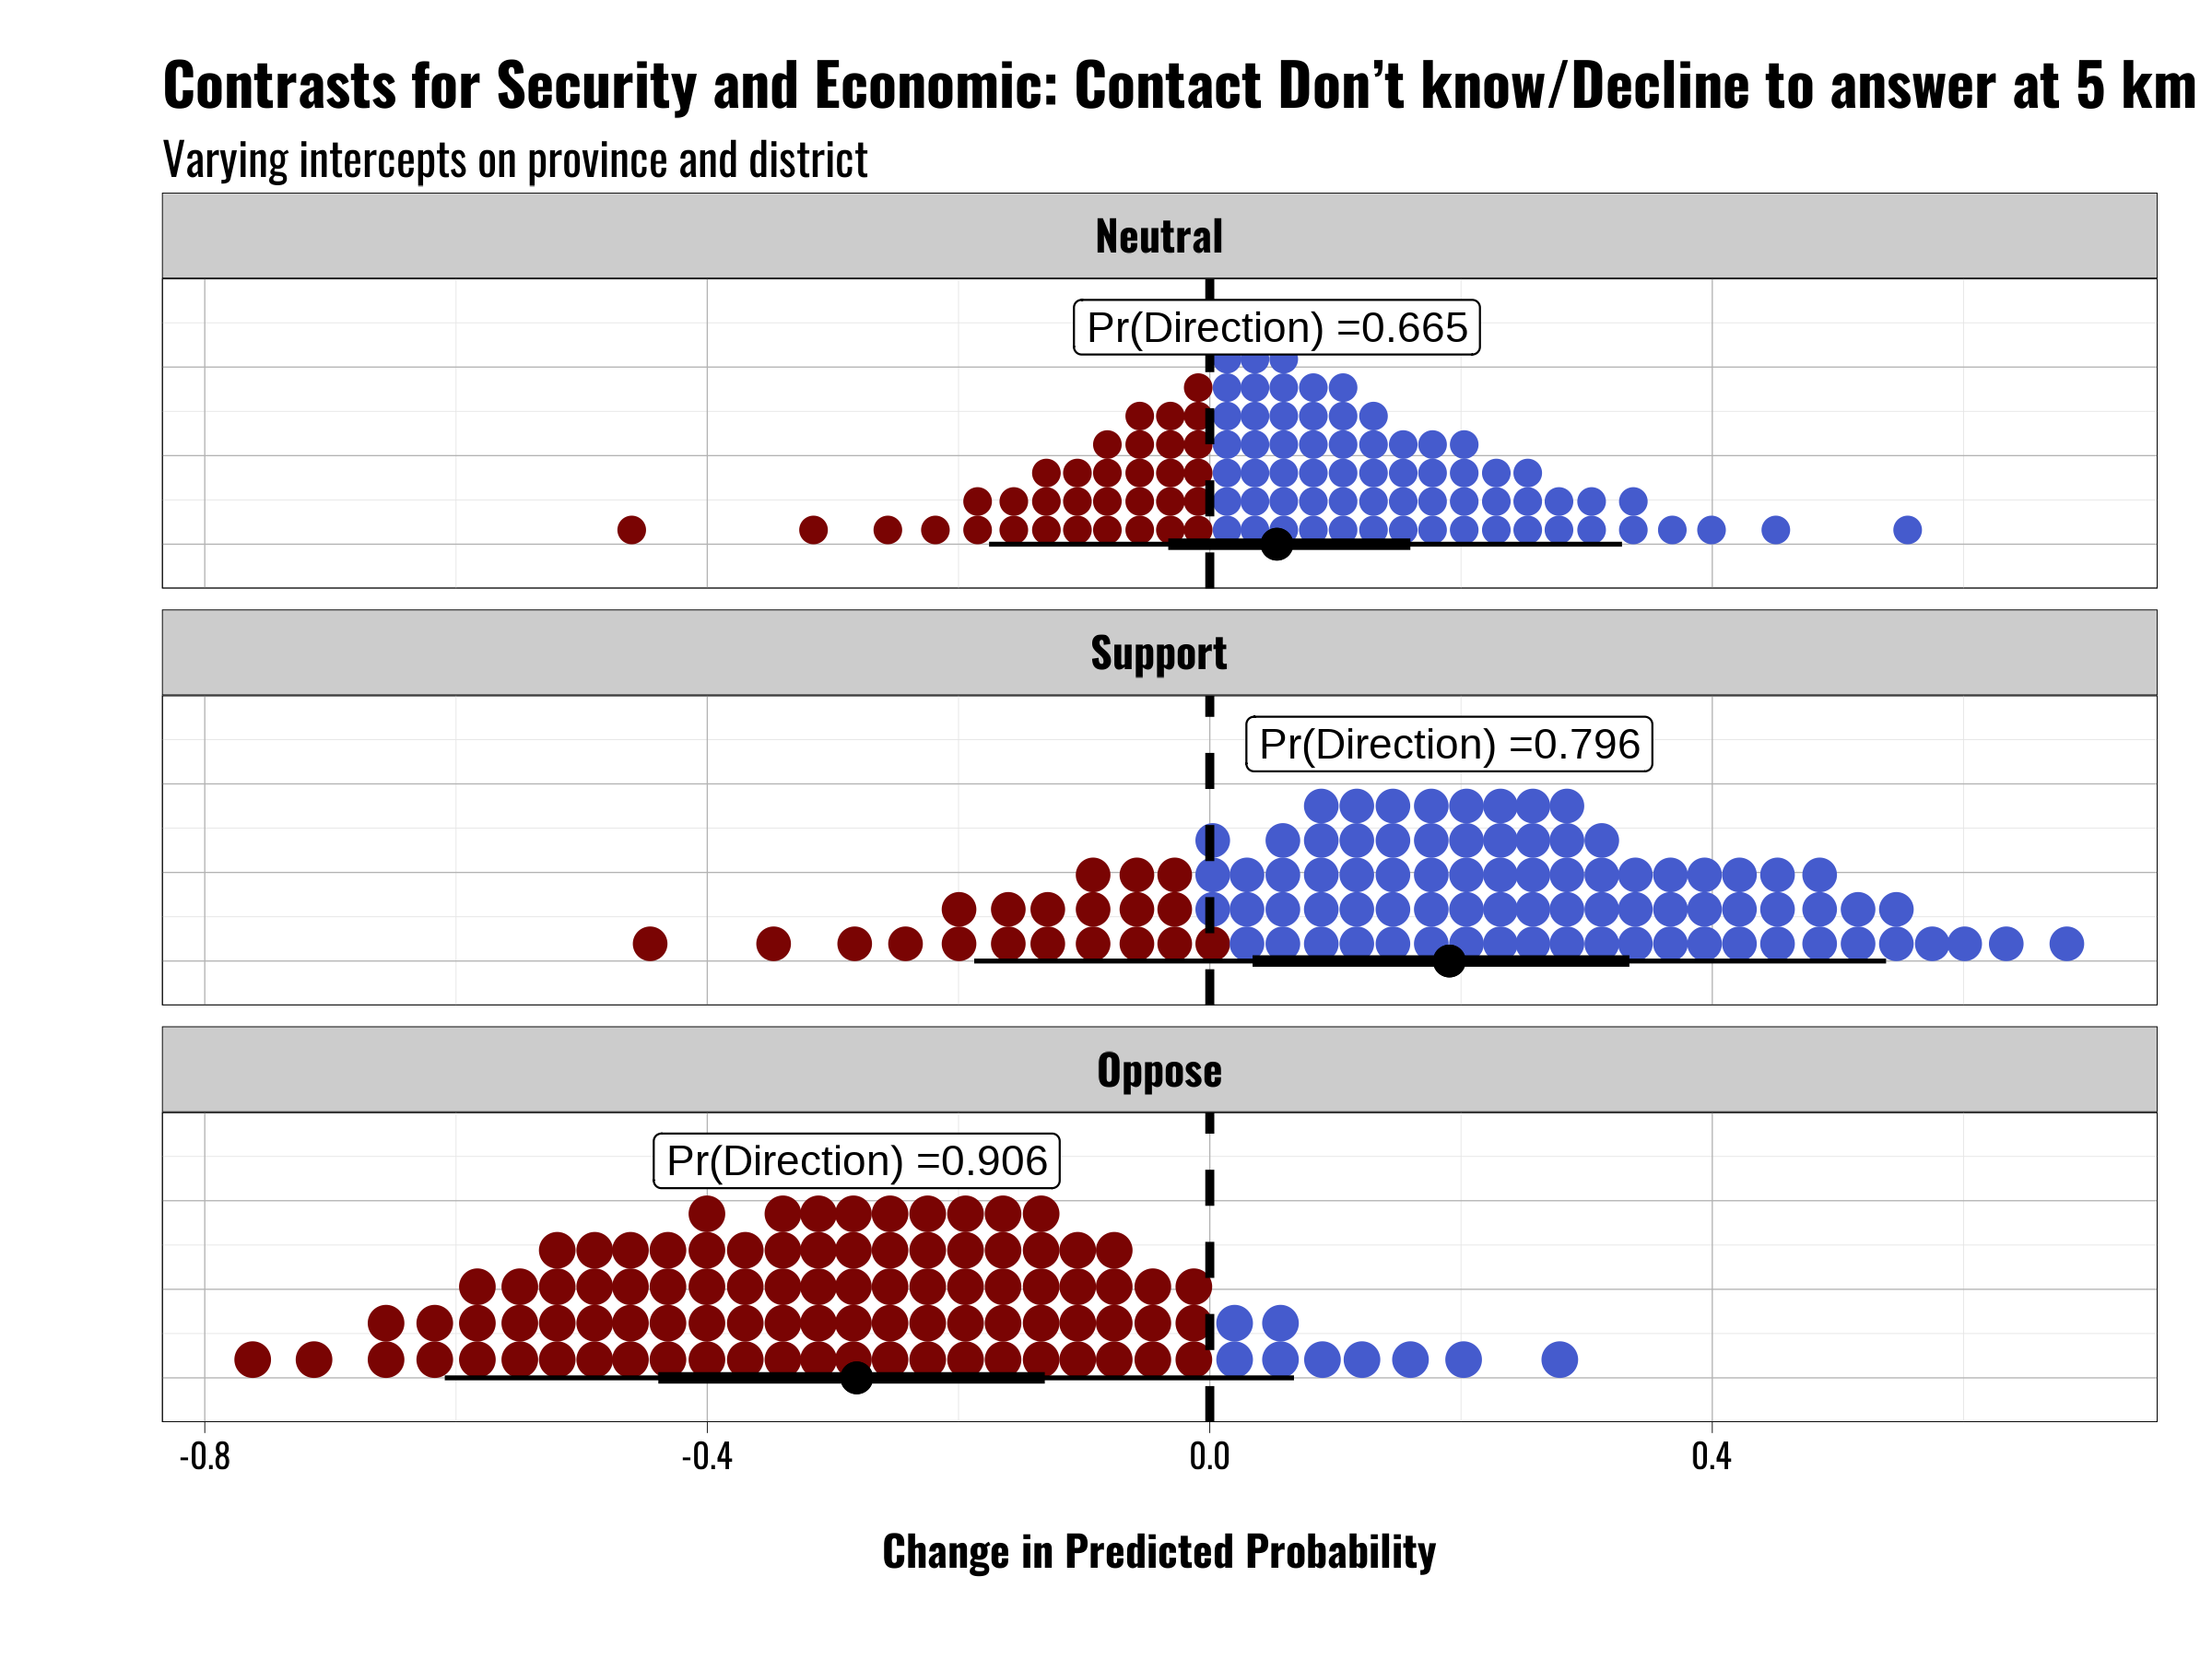 Contrasts for Security and Economic: Contact Don’t know/Decline to answer at 5 km
Varying intercepts on province and district
Neutral
Pr(Direction) =0.665
Support
Pr(Direction) =0.796
Oppose
Pr(Direction) =0.906
-0.8 -0.4 0.0 0.4
Change in Predicted Probability